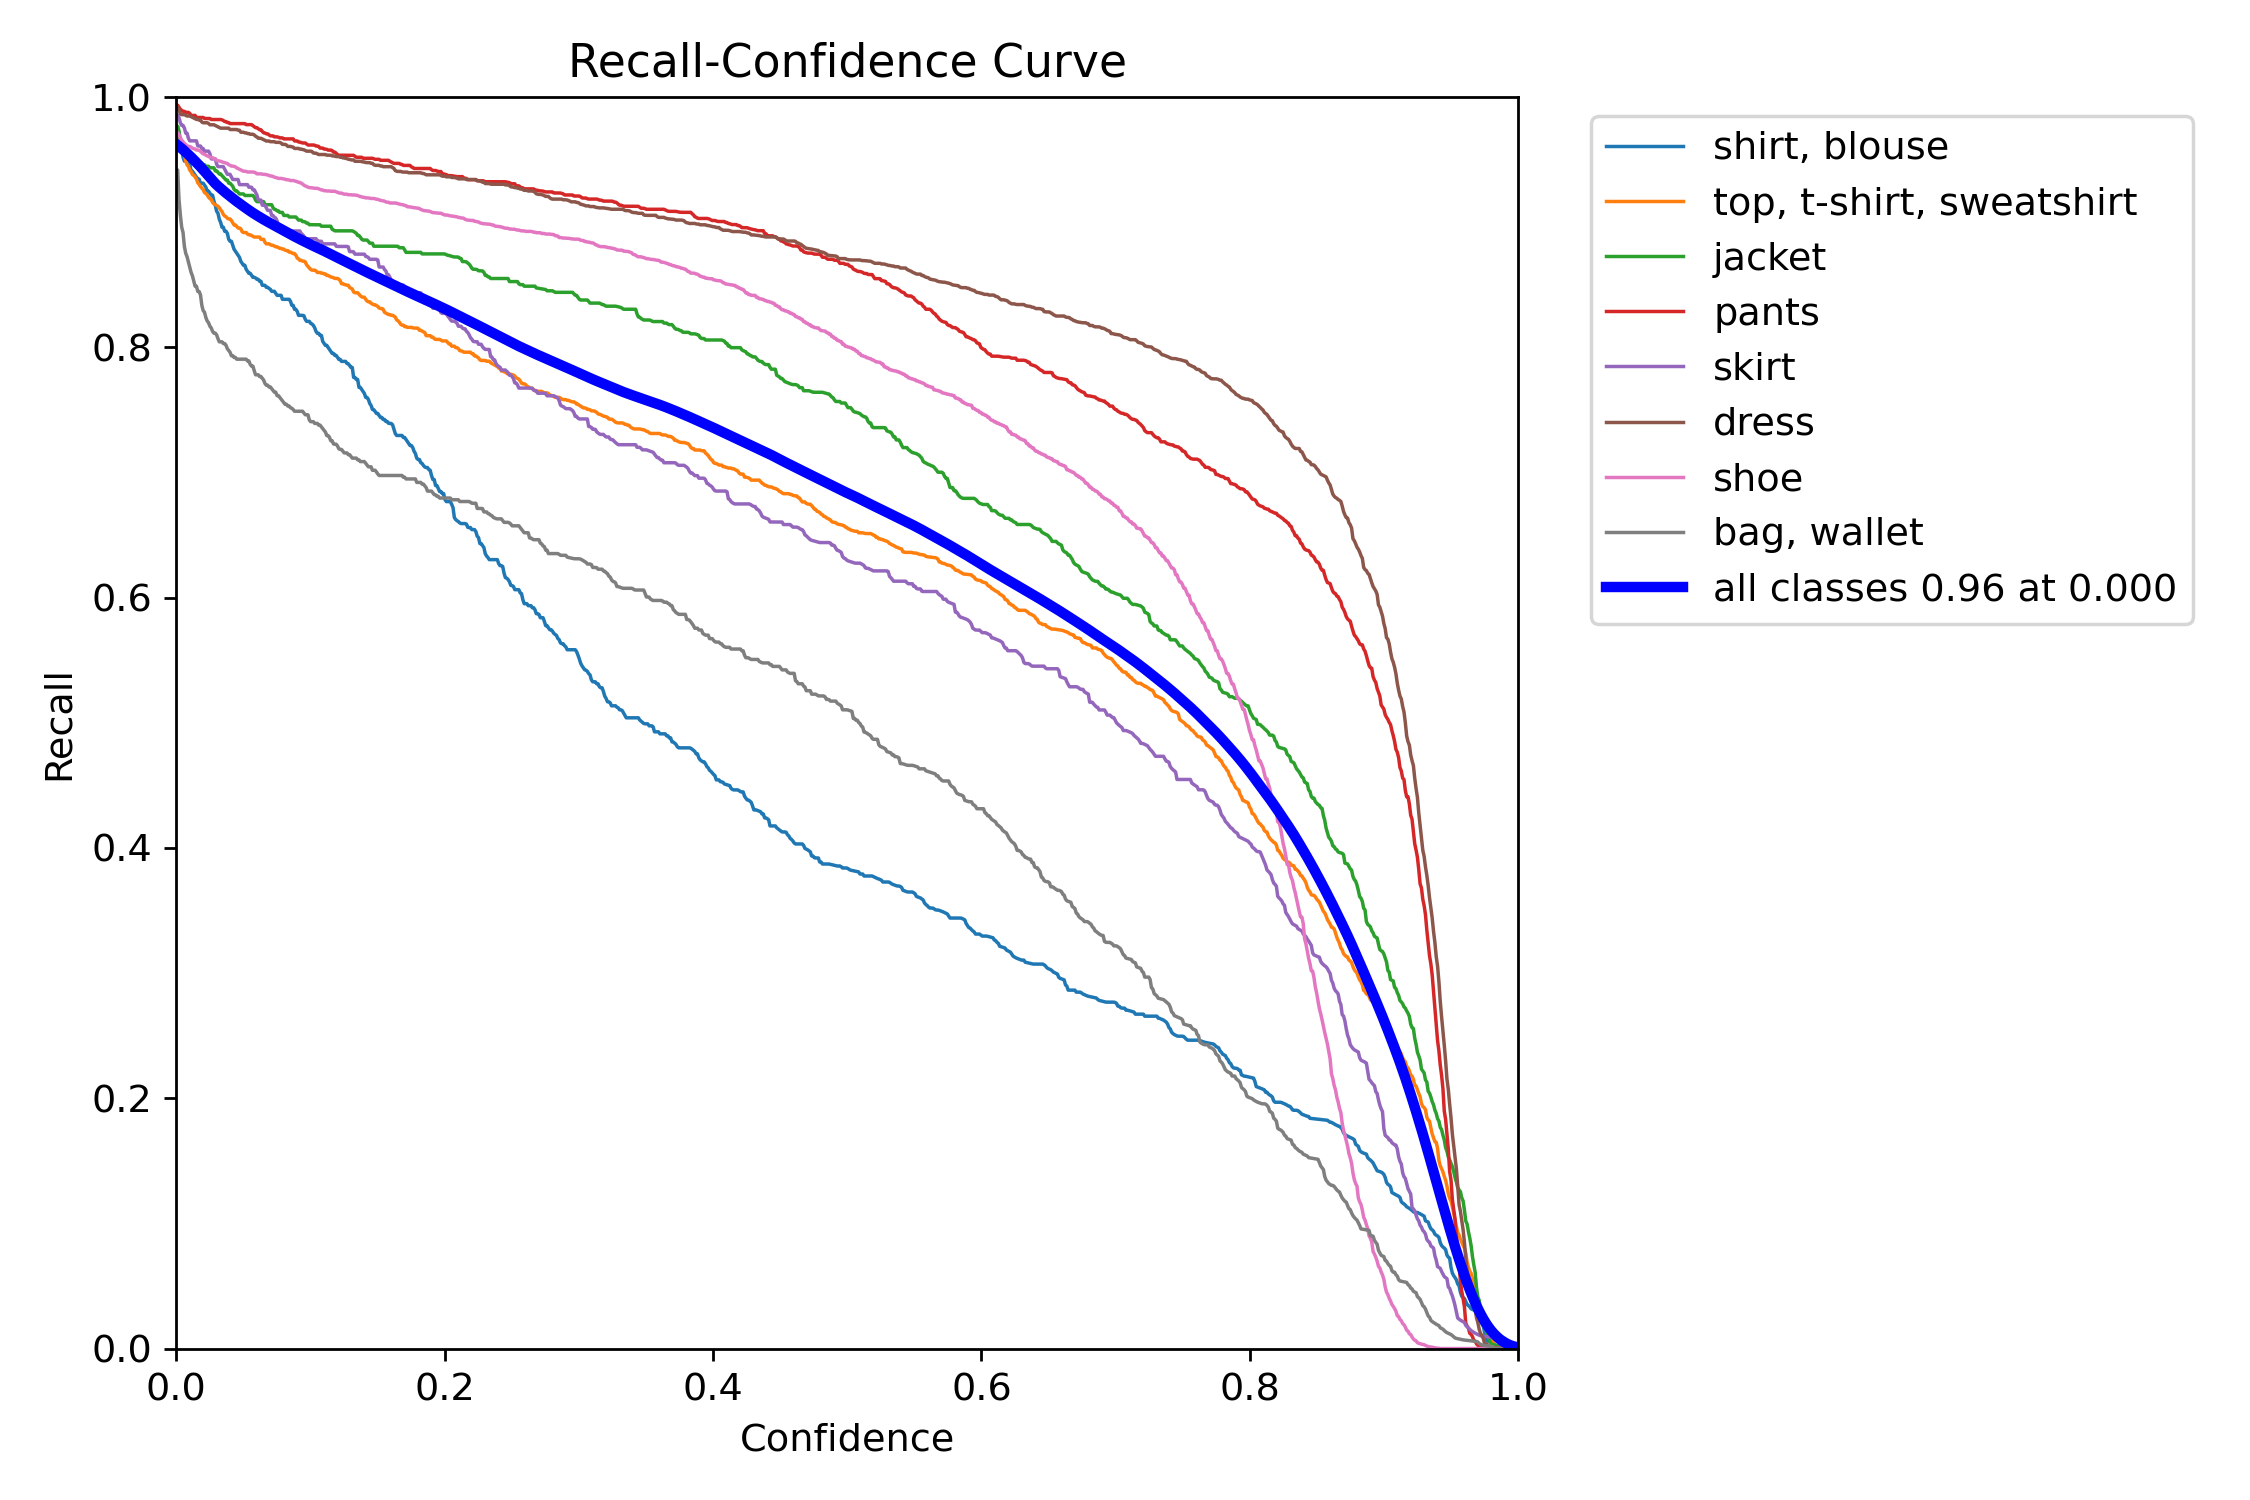 Recall-Confidence Curve
1.0
0.8
0.6
0.4
0.2
0.0
Recall
0.0 0.2 0.4 0.6 0.8 1.0
Confidence
shirt, blouse
top, t-shirt, sweatshirt
jacket
pants
skirt
dress
shoe
bag, wallet
all classes 0.96 at 0.000